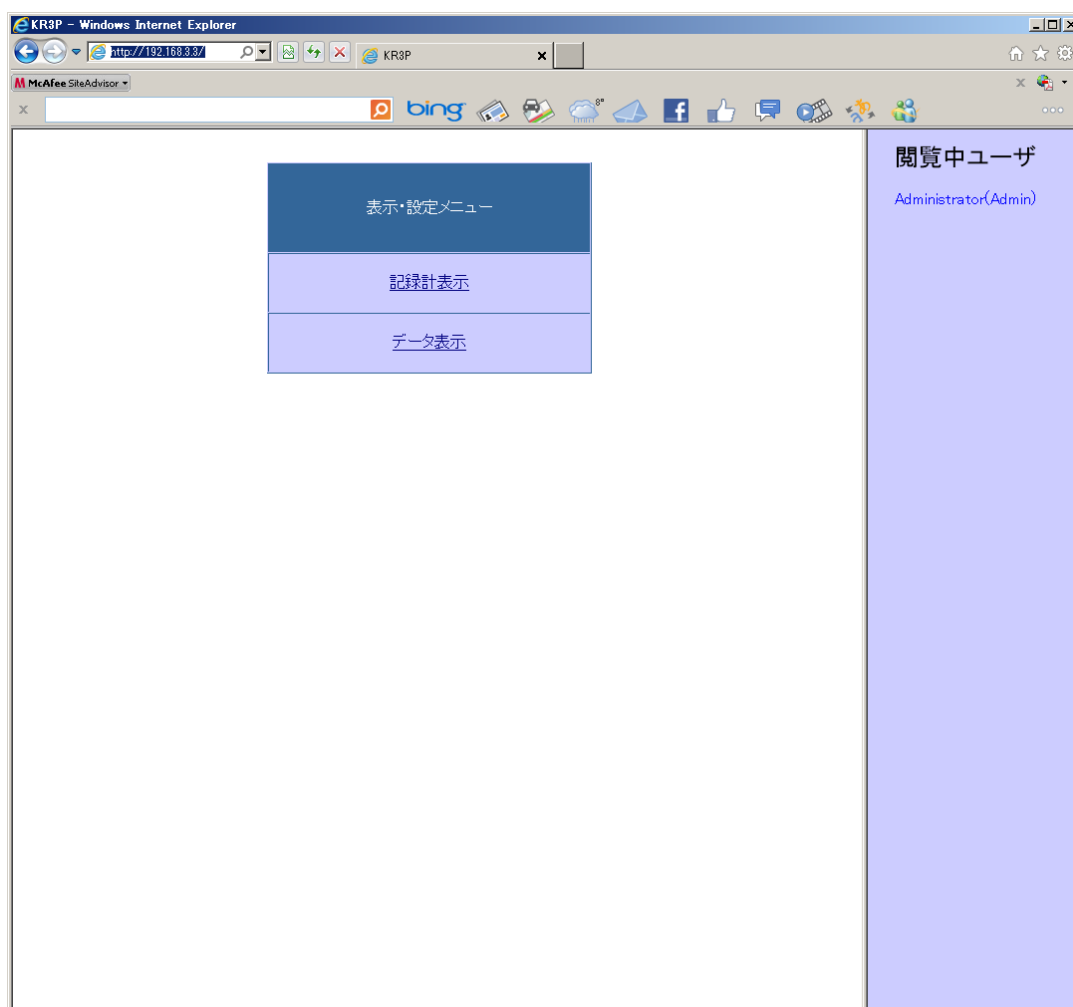 KR3P - Windows Internet Explorer
http://192.168.3.3/
KR3P
McAfee SiteAdvisor
bing
8°
閲覧中ユーザ
Administrator(Admin)
表示・設定メニュー
記録計表示
データ表示